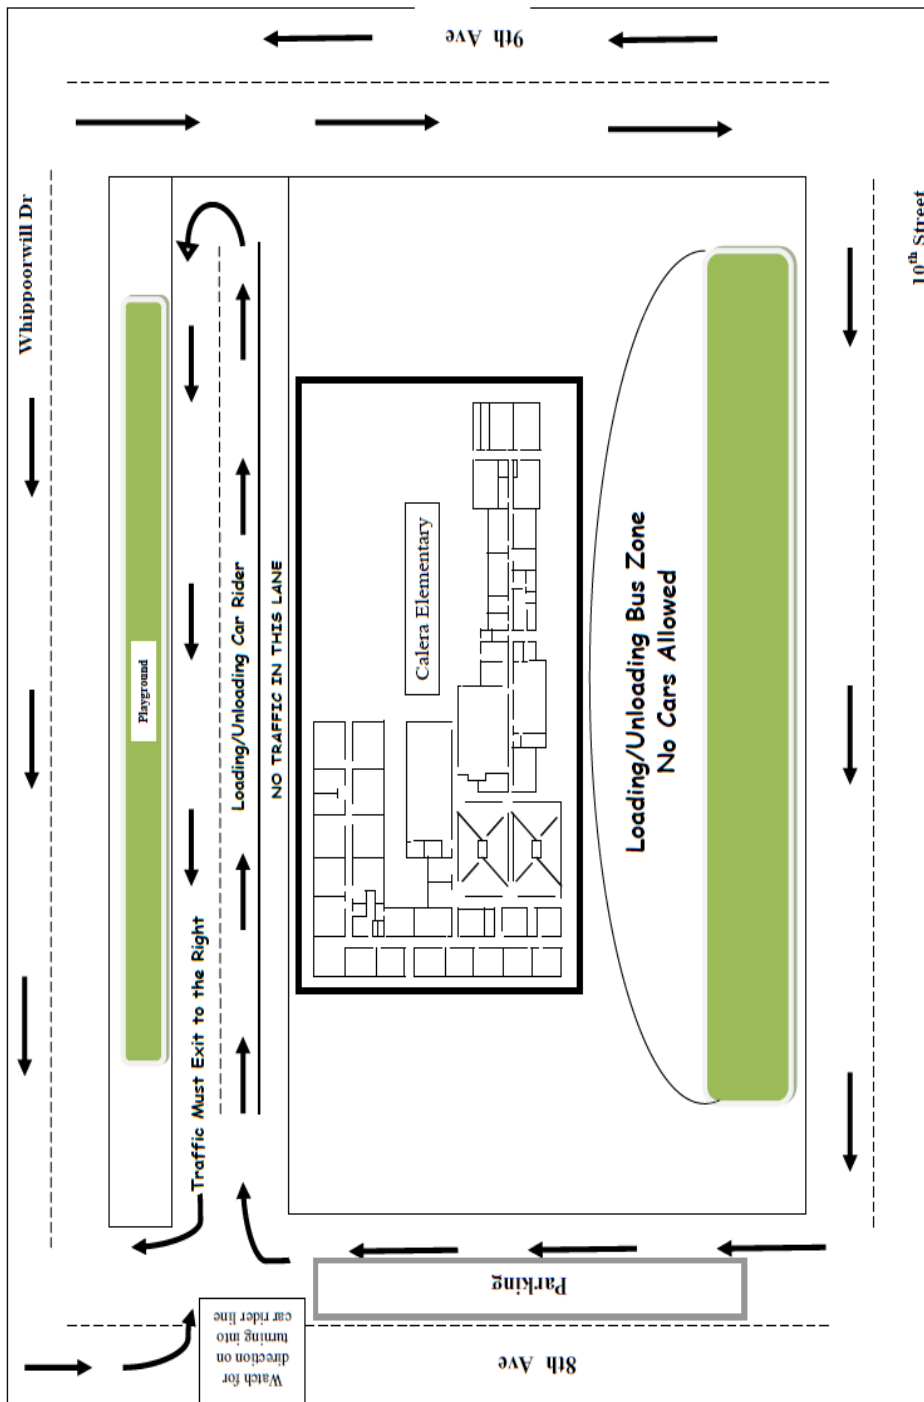 9th Ave
Whippoorwill Dr
10th Street
Playground
Loading/Unloading Car Rider
NO TRAFFIC IN THIS LANE
Calera Elementary
Loading/Unloading Bus Zone
No Cars Allowed
Traffic Must Exit to the Right
Parking
Watch for
direction on
turning into
car rider line
8th Ave